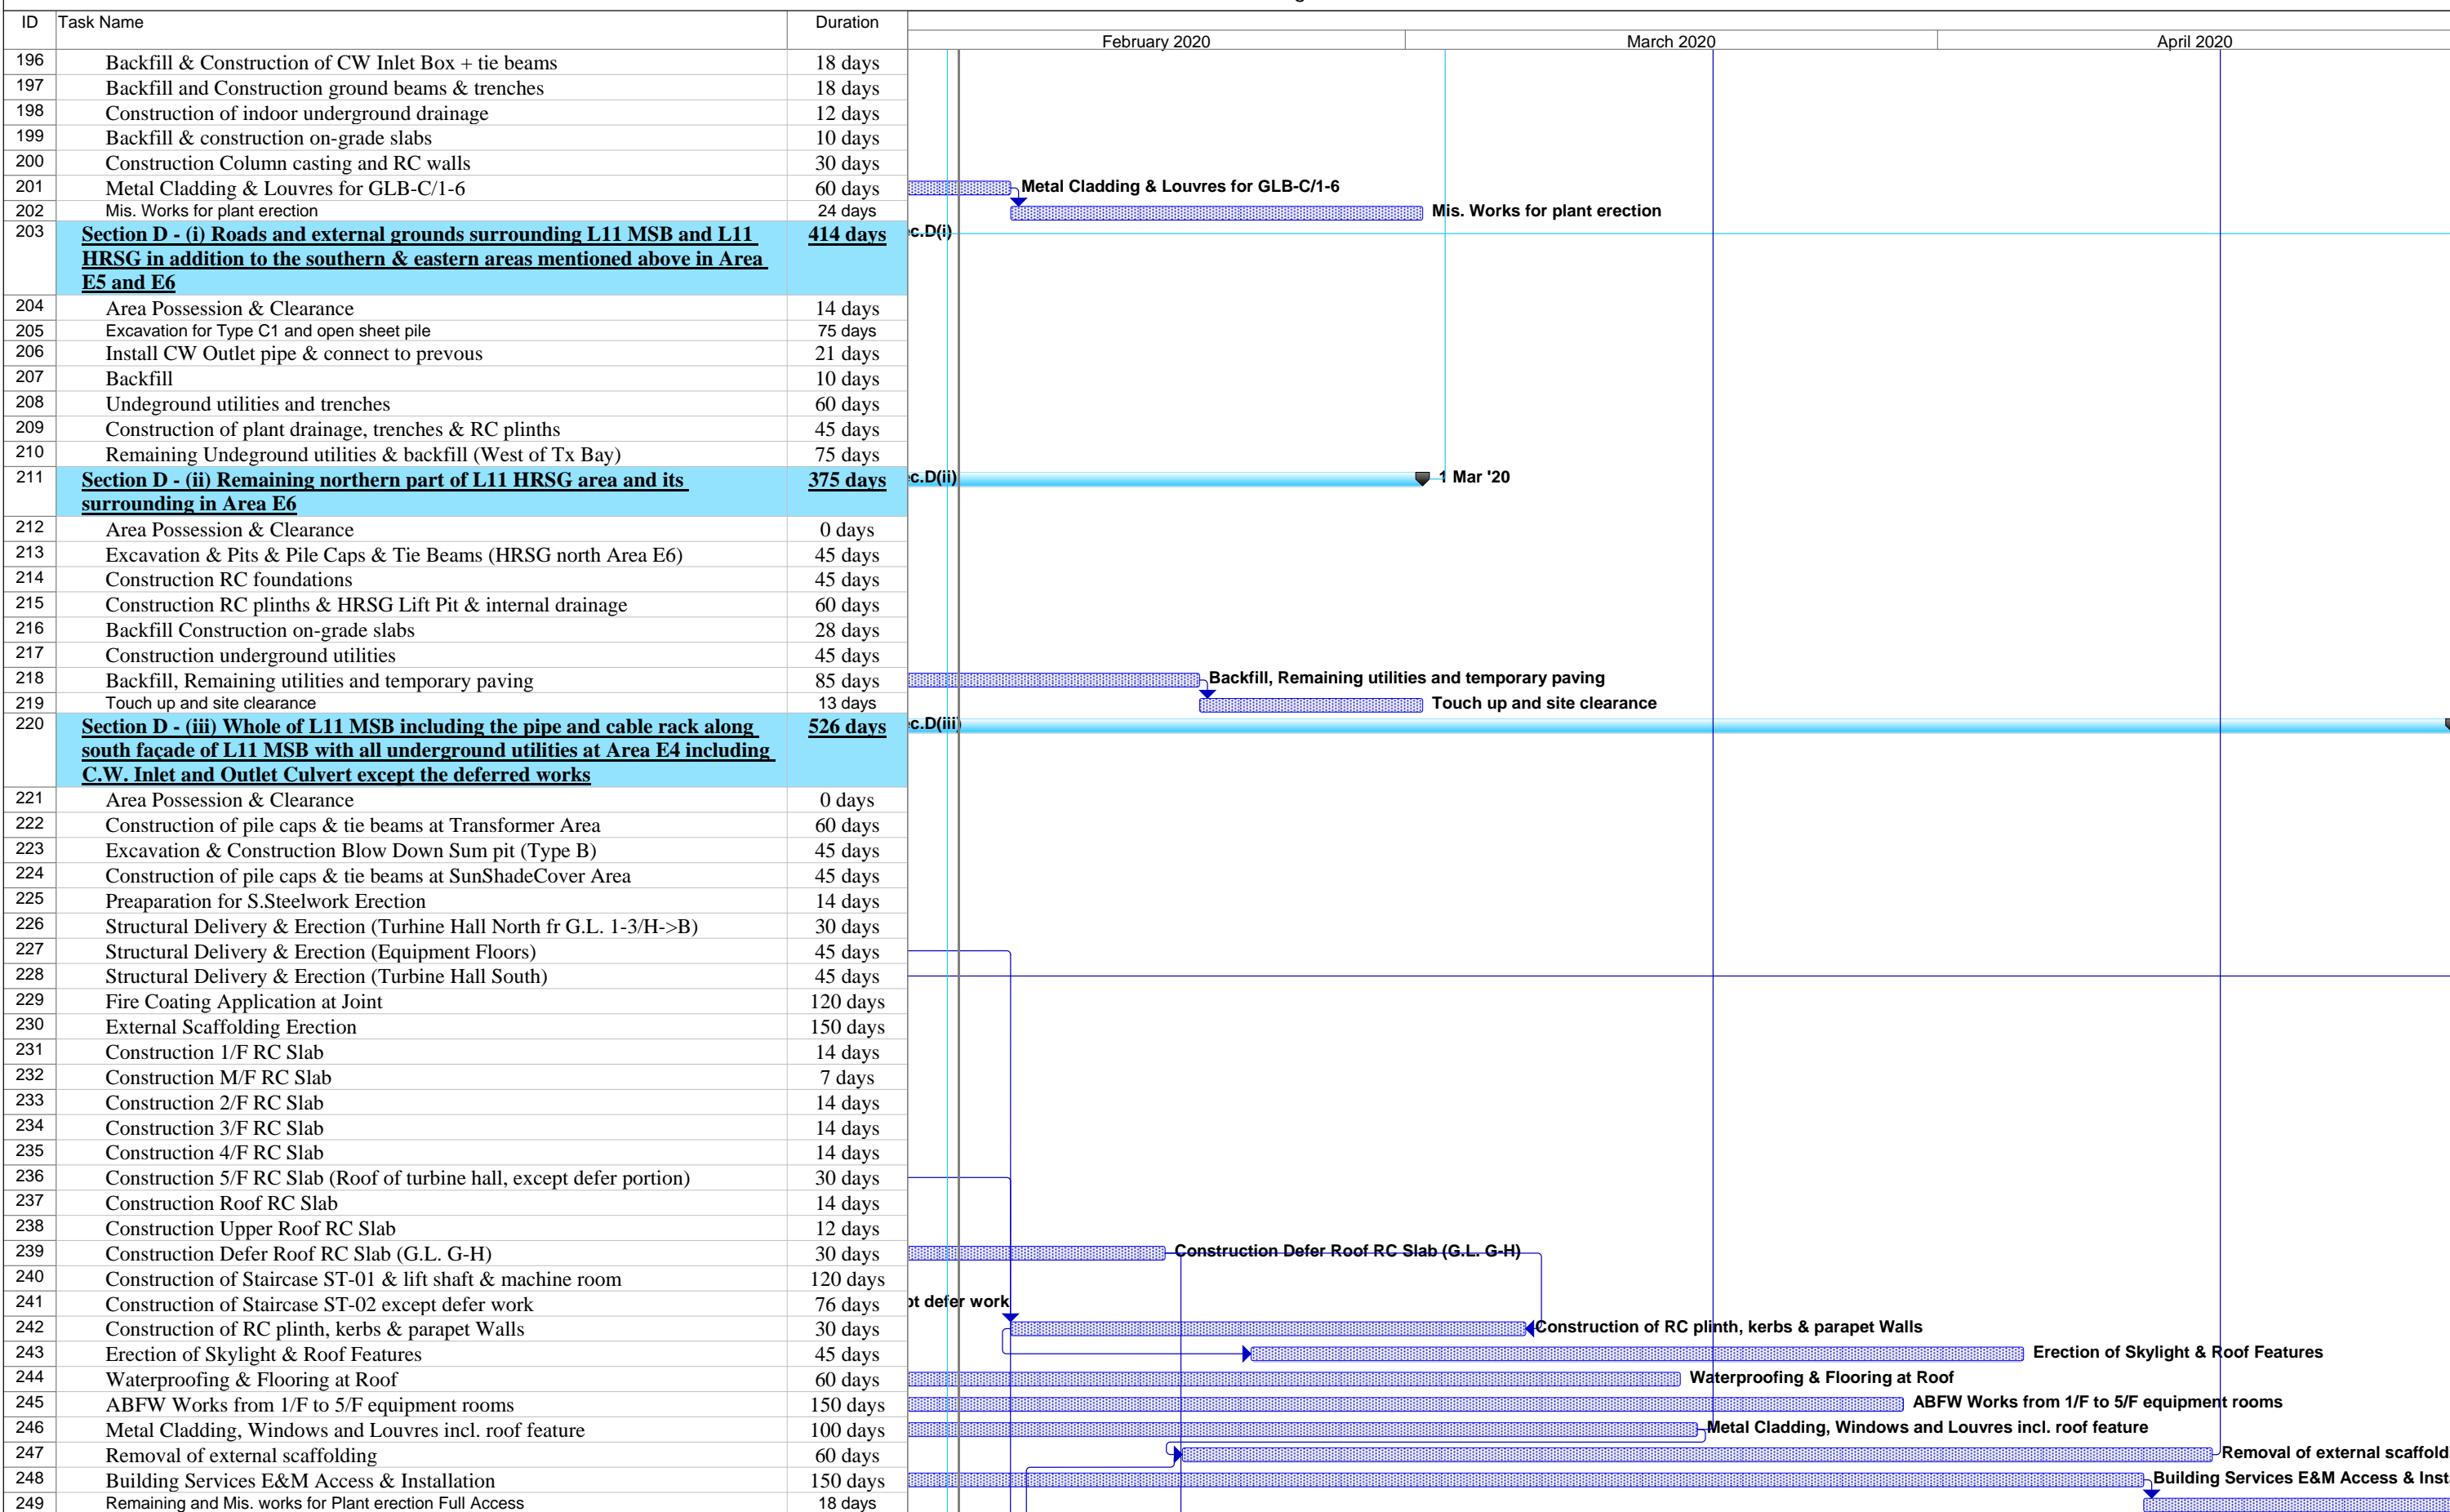 ID Task Name Duration
February 2020 March 2020 April 2020
196 Backfill & Construction of CW Inlet Box + tie beams 18 days
197 Backfill and Construction ground beams & trenches 18 days
198 Construction of indoor underground drainage 12 days
199 Backfill & construction on-grade slabs 10 days
200 Construction Column casting and RC walls 30 days
201 Metal Cladding & Louvres for GLB-C/1-6 60 days Metal Cladding & Louvres for GLB-C/1-6
202 Mis. Works for plant erection 24 days Mis. Works for plant erection
203 Section D - (i) Roads and external grounds surrounding L11 MSB and L11 414 days c.D(i)
HRSG in addition to the southern & eastern areas mentioned above in Area
E5 and E6
204 Area Possession & Clearance 14 days
205 Excavation for Type C1 and open sheet pile 75 days
206 Install CW Outlet pipe & connect to prevous 21 days
207 Backfill 10 days
208 Undeground utilities and trenches 60 days
209 Construction of plant drainage, trenches & RC plinths 45 days
210 Remaining Undeground utilities & backfill (West of Tx Bay) 75 days
211 Section D - (ii) Remaining northern part of L11 HRSG area and its 375 days c.D(ii) 1 Mar '20
surrounding in Area E6
212 Area Possession & Clearance 0 days
213 Excavation & Pits & Pile Caps & Tie Beams (HRSG north Area E6) 45 days
214 Construction RC foundations 45 days
215 Construction RC plinths & HRSG Lift Pit & internal drainage 60 days
216 Backfill Construction on-grade slabs 28 days
217 Construction underground utilities 45 days
218 Backfill, Remaining utilities and temporary paving 85 days Backfill, Remaining utilities and temporary paving
219 Touch up and site clearance 13 days Touch up and site clearance
220 Section D - (iii) Whole of L11 MSB including the pipe and cable rack along 526 days c.D(iii)
south façade of L11 MSB with all underground utilities at Area E4 including
C.W. Inlet and Outlet Culvert except the deferred works
221 Area Possession & Clearance 0 days
222 Construction of pile caps & tie beams at Transformer Area 60 days
223 Excavation & Construction Blow Down Sum pit (Type B) 45 days
224 Construction of pile caps & tie beams at SunShadeCover Area 45 days
225 Preaparation for S.Steelwork Erection 14 days
226 Structural Delivery & Erection (Turhine Hall North fr G.L. 1-3/H->B) 30 days
227 Structural Delivery & Erection (Equipment Floors) 45 days
228 Structural Delivery & Erection (Turbine Hall South) 45 days
229 Fire Coating Application at Joint 120 days
230 External Scaffolding Erection 150 days
231 Construction 1/F RC Slab 14 days
232 Construction M/F RC Slab 7 days
233 Construction 2/F RC Slab 14 days
234 Construction 3/F RC Slab 14 days
235 Construction 4/F RC Slab 14 days
236 Construction 5/F RC Slab (Roof of turbine hall, except defer portion) 30 days
237 Construction Roof RC Slab 14 days
238 Construction Upper Roof RC Slab 12 days
239 Construction Defer Roof RC Slab (G.L. G-H) 30 days Construction Defer Roof RC Slab (G.L. G-H)
240 Construction of Staircase ST-01 & lift shaft & machine room 120 days
241 Construction of Staircase ST-02 except defer work 76 days pt defer work
242 Construction of RC plinth, kerbs & parapet Walls 30 days Construction of RC plinth, kerbs & parapet Walls
243 Erection of Skylight & Roof Features 45 days Erection of Skylight & Roof Features
244 Waterproofing & Flooring at Roof 60 days Waterproofing & Flooring at Roof
245 ABFW Works from 1/F to 5/F equipment rooms 150 days ABFW Works from 1/F to 5/F equipment rooms
246 Metal Cladding, Windows and Louvres incl. roof feature 100 days Metal Cladding, Windows and Louvres incl. roof feature
247 Removal of external scaffolding 60 days Removal of external scaffold
248 Building Services E&M Access & Installation 150 days Building Services E&M Access & Inst
249 Remaining and Mis. works for Plant erection Full Access 18 days